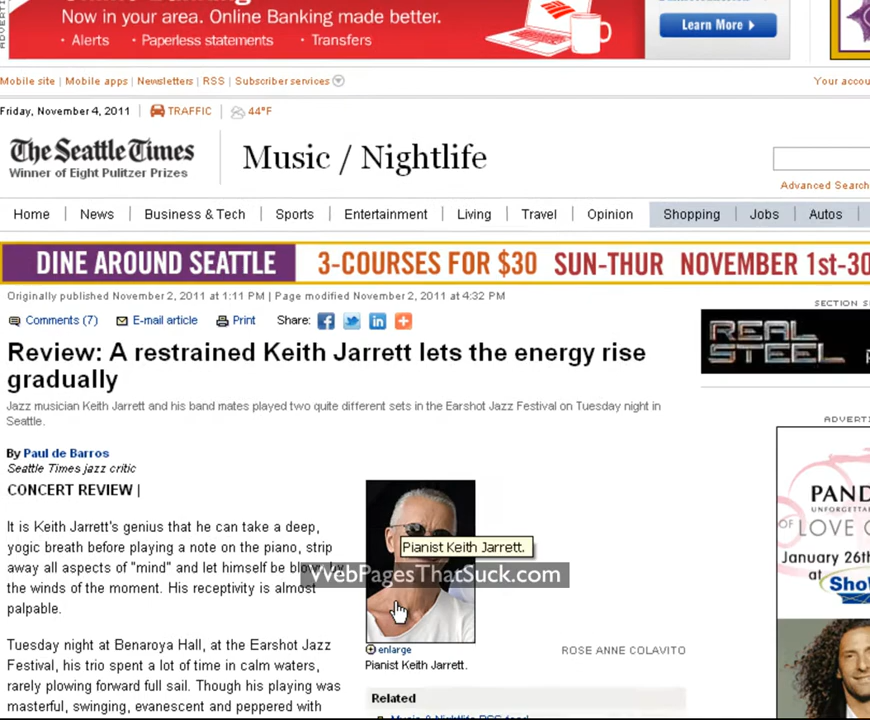 Now in your area. Online Banking made better.
· Alerts · Paperless statements · Transfers
Learn More
Mobile site | Mobile apps | Newsletters | RSS | Subscriber services
Your accou
Friday, November 4, 2011 | TRAFFIC | 44°F
The Seattle Times
Winner of Eight Pulitzer Prizes
Music / Nightlife
Advanced Search
Home | News | Business & Tech | Sports | Entertainment | Living | Travel | Opinion | Shopping | Jobs | Autos
DINE AROUND SEATTLE 3-COURSES FOR $30 SUN-THUR NOVEMBER 1st-30
Originally published November 2, 2011 at 1:11 PM | Page modified November 2, 2011 at 4:32 PM
SECTION S
Comments (7) E-mail article Print Share:
REAL
STEEL
Review: A restrained Keith Jarrett lets the energy rise
gradually
Jazz musician Keith Jarrett and his band mates played two quite different sets in the Earshot Jazz Festival on Tuesday night in
Seattle.
ADVERTI
By Paul de Barros
Seattle Times jazz critic
CONCERT REVIEW |
It is Keith Jarrett's genius that he can take a deep,
yogic breath before playing a note on the piano, strip
away all aspects of "mind" and let himself be blown by
the winds of the moment. His receptivity is almost
palpable.
Pianist Keith Jarrett.
WebPagesThatSuck.com
Tuesday night at Benaroya Hall, at the Earshot Jazz
Festival, his trio spent a lot of time in calm waters,
rarely plowing forward full sail. Though his playing was
masterful, swinging, evanescent and peppered with
enlarge
ROSE ANNE COLAVITO
Pianist Keith Jarrett.
Related
PAND
UNFORGETTA
OF LOVE
January 26th
at Sho